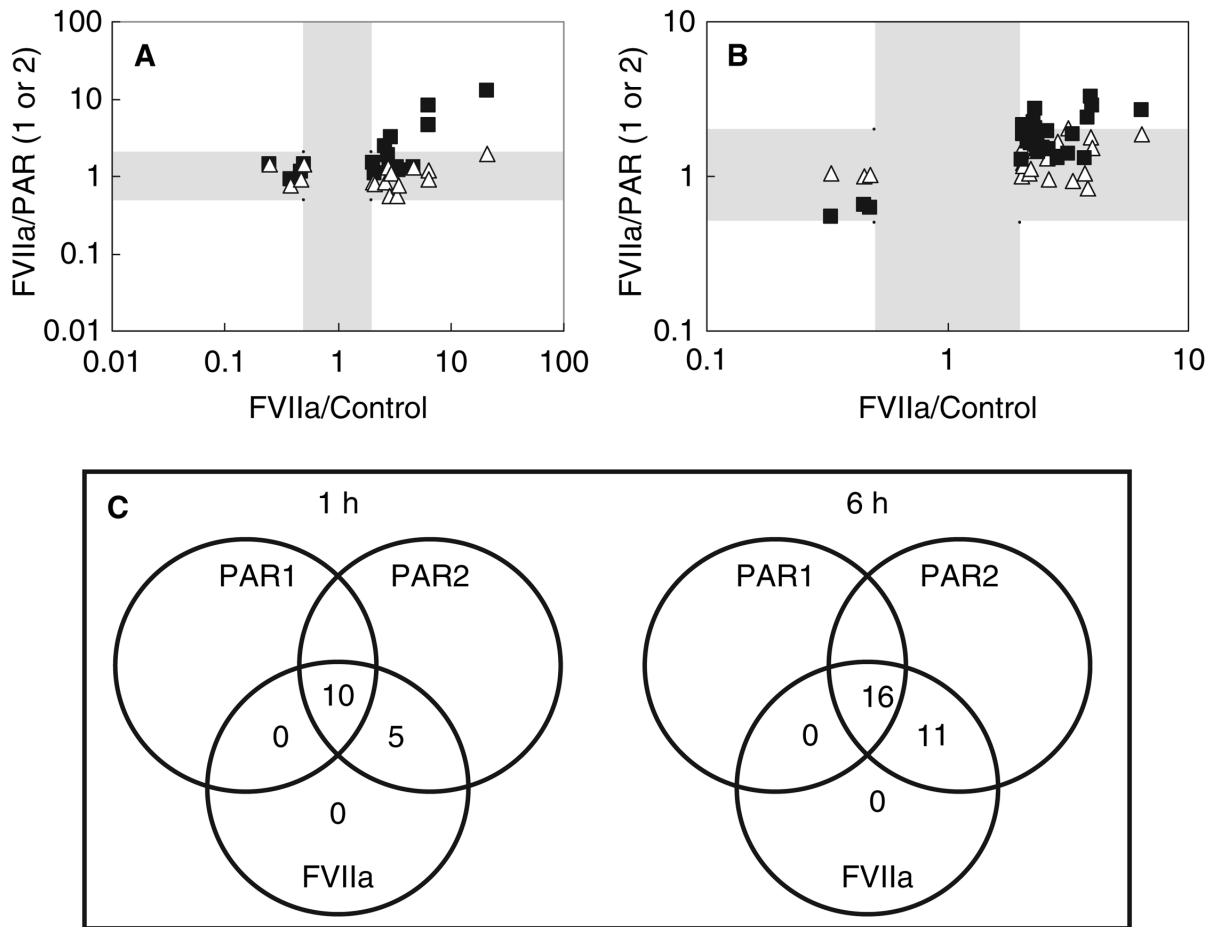 A
FVIIa/PAR (1 or 2)
100
10
1
0.1
0.01
0.01 0.1 1 10 100
FVIIa/Control
B
FVIIa/PAR (1 or 2)
10
1
0.1
0.1 1 10
FVIIa/Control
C
1 h
PAR1 PAR2
10
0 5
0
FVIIa
6 h
PAR1 PAR2
16
0 11
0
FVIIa